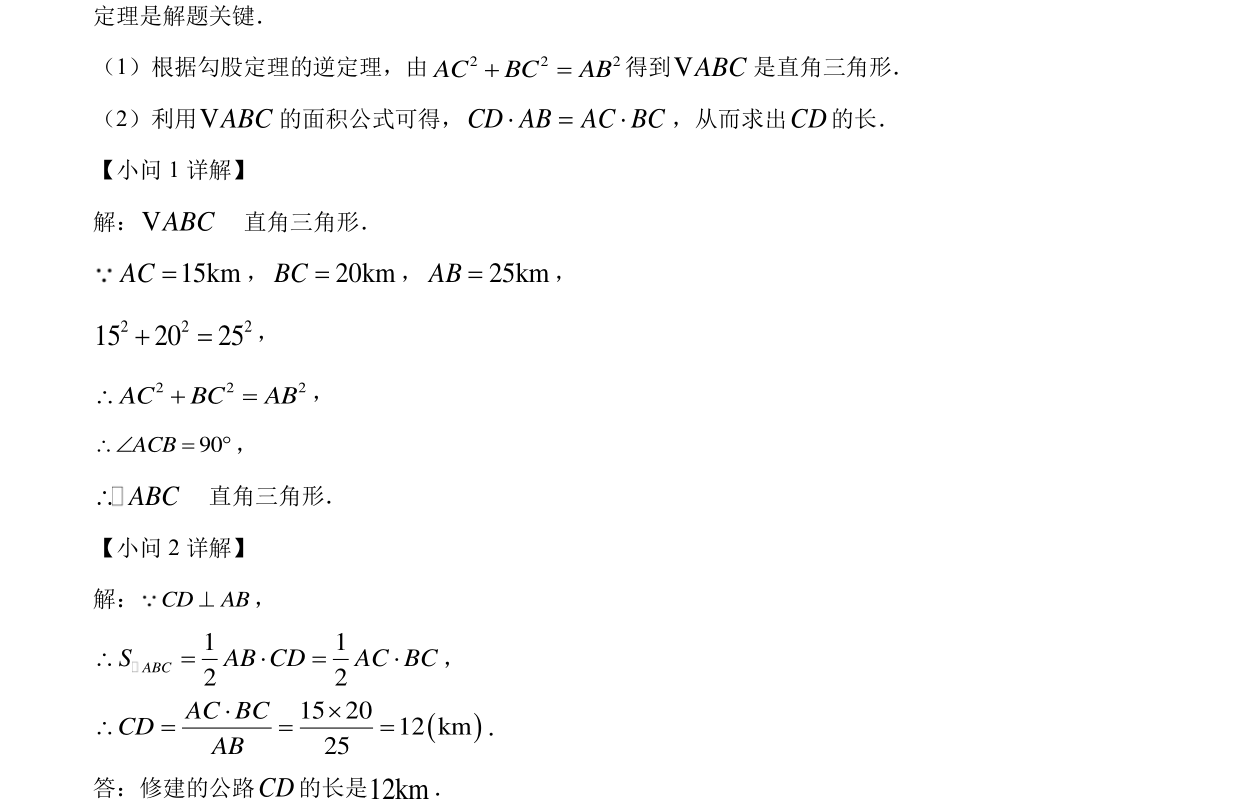 定理是解题关键.
（1）根据勾股定理的逆定理，由 AC² + BC² = AB² 得到 VABC 是直角三角形.
（2）利用 VABC 的面积公式可得， CD · AB = AC · BC ，从而求出 CD 的长.
【小问 1 详解】
解： VABC 直角三角形.
∵ AC = 15km ， BC = 20km ， AB = 25km ，
15² + 20² = 25² ，
∴ AC² + BC² = AB² ，
∴ ∠ACB = 90° ，
∴ □ ABC 直角三角形.
【小问 2 详解】
解： ∵ CD ⊥ AB ，
∴ S□ ABC = 1/2 AB · CD = 1/2 AC · BC ，
∴ CD = AC · BC / AB = 15 × 20 / 25 = 12 (km) .
答：修建的公路 CD 的长是 12km .